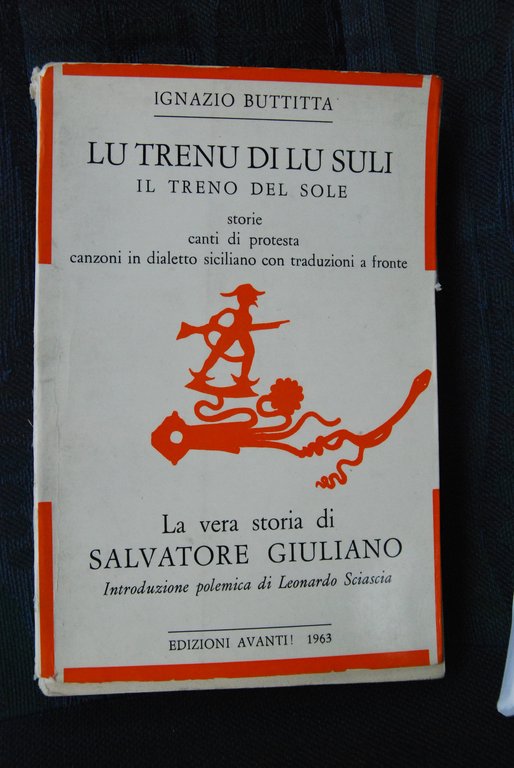 IGNAZIO BUTTITTA
LU TRENU DI LU SULI
IL TRENO DEL SOLE
storie
canti di protesta
canzoni in dialetto siciliano con traduzioni a fronte
La vera storia di
SALVATORE GIULIANO
Introduzione polemica di Leonardo Sciascia
EDIZIONI AVANTI! 1963